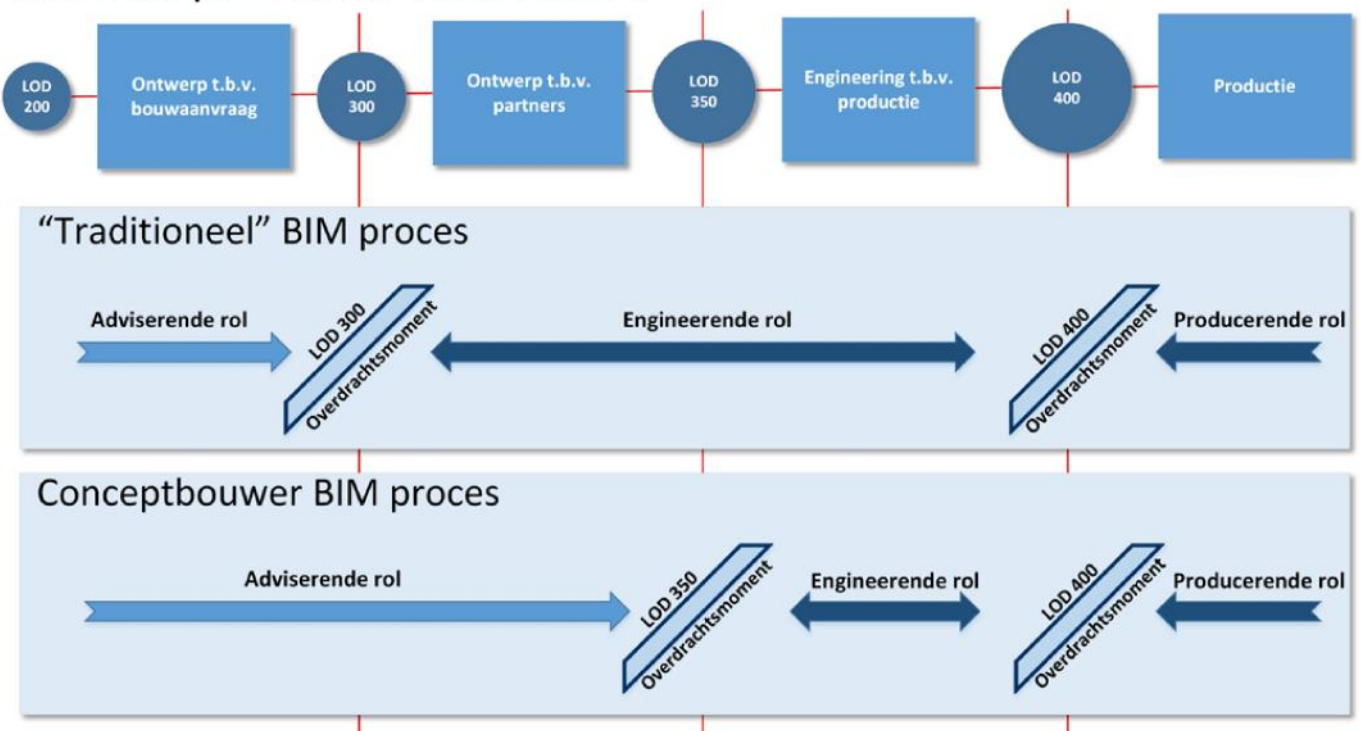 LOD
200
Ontwerp t.b.v.
bouwaanvraag
LOD
300
Ontwerp t.b.v.
partners
LOD
350
Engineering t.b.v.
productie
LOD
400
Productie
“Traditioneel” BIM proces
Adviserende rol
LOD 300
Overdrachtsmoment
Engineerende rol
LOD 400
Overdrachtsmoment
Producerende rol
Conceptbouwer BIM proces
Adviserende rol
LOD 350
Overdrachtsmoment
Engineerende rol
LOD 400
Overdrachtsmoment
Producerende rol